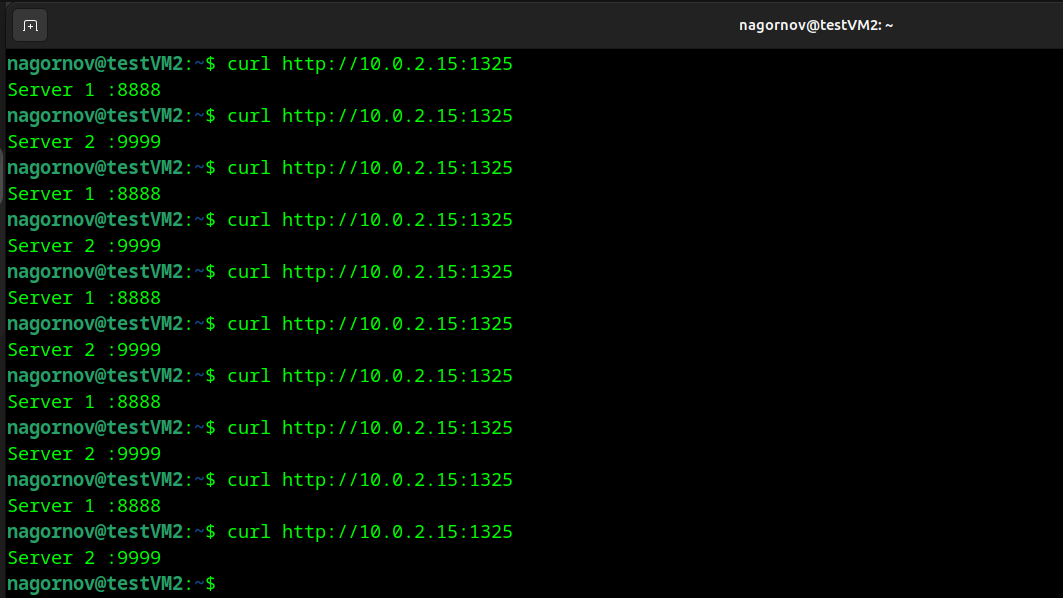 nagornov@testVM2: ~
nagornov@testVM2:~$ curl http://10.0.2.15:1325
Server 1 :8888
nagornov@testVM2:~$ curl http://10.0.2.15:1325
Server 2 :9999
nagornov@testVM2:~$ curl http://10.0.2.15:1325
Server 1 :8888
nagornov@testVM2:~$ curl http://10.0.2.15:1325
Server 2 :9999
nagornov@testVM2:~$ curl http://10.0.2.15:1325
Server 1 :8888
nagornov@testVM2:~$ curl http://10.0.2.15:1325
Server 2 :9999
nagornov@testVM2:~$ curl http://10.0.2.15:1325
Server 1 :8888
nagornov@testVM2:~$ curl http://10.0.2.15:1325
Server 2 :9999
nagornov@testVM2:~$ curl http://10.0.2.15:1325
Server 1 :8888
nagornov@testVM2:~$ curl http://10.0.2.15:1325
Server 2 :9999
nagornov@testVM2:~$